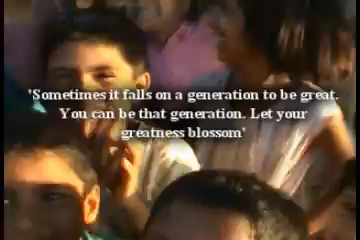 "Sometimes it falls on a generation to be great.
You can be that generation. Let your
greatness blossom"